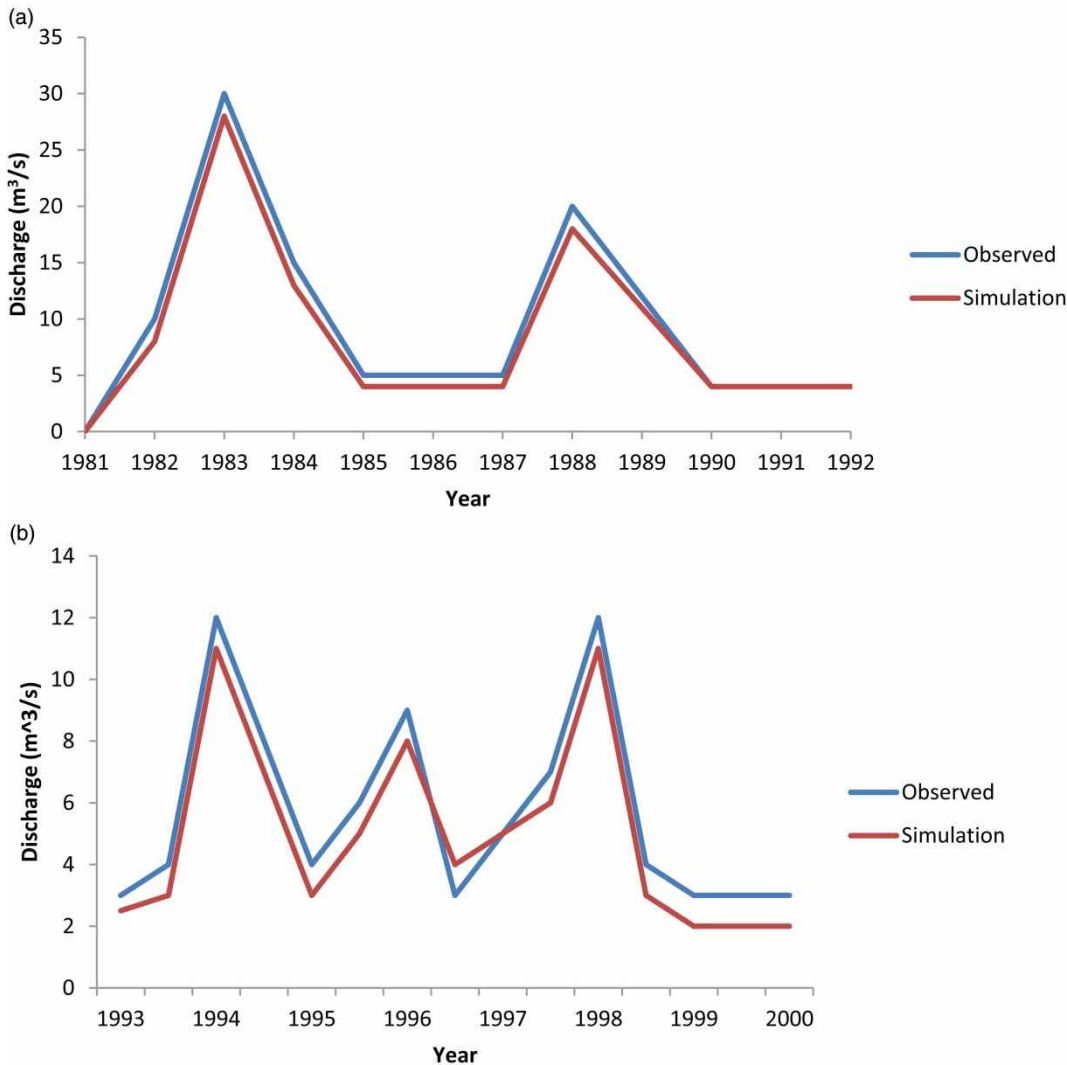 (a)
35
30
25
20
15
10
5
0
Discharge (m³/s)
1981 1982 1983 1984 1985 1986 1987 1988 1989 1990 1991 1992
Year
Observed
Simulation
(b)
14
12
10
8
6
4
2
0
Discharge (m^3/s)
1993 1994 1995 1996 1997 1998 1999 2000
Year
Observed
Simulation